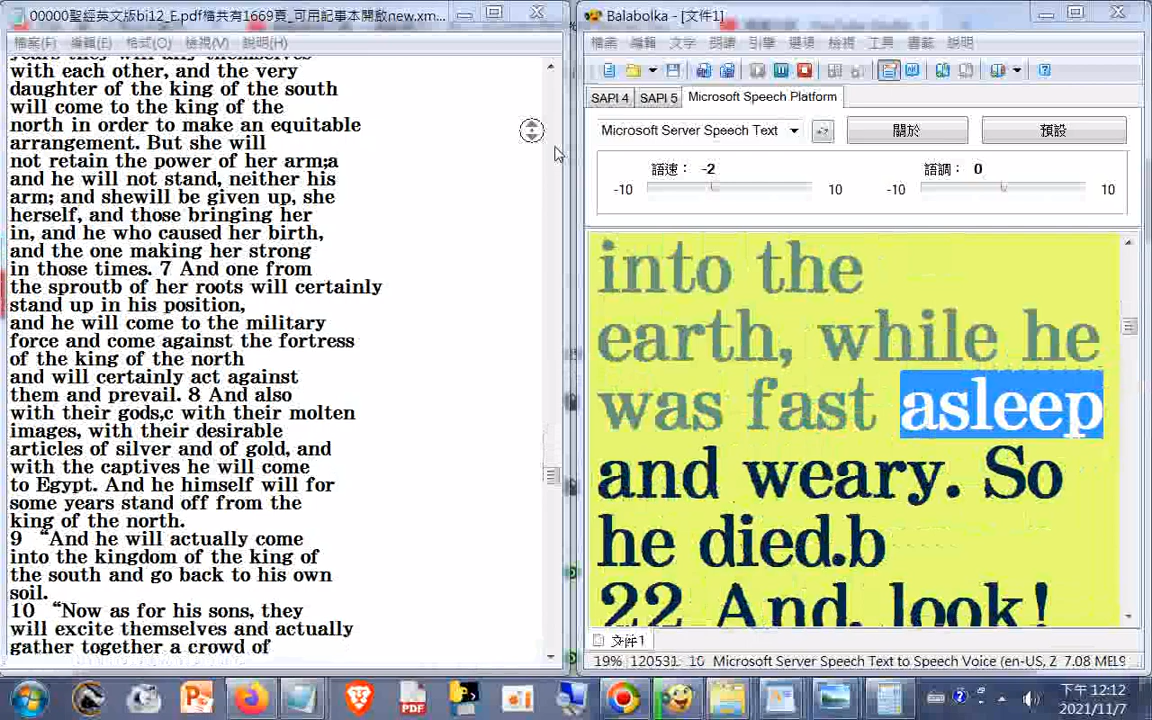 00000聖經英文版bi12_E.pdf檔共有1669頁_可用記事本開啟new.xm...
檔案(F) 編輯(E) 格式(O) 檢視(V) 說明(H)
years they will ally themselves
with each other, and the very
daughter of the king of the south
will come to the king of the
north in order to make an equitable
arrangement. But she will
not retain the power of her arm;a
and he will not stand, neither his
arm; and shewill be given up, she
herself, and those bringing her
in, and he who caused her birth,
and the one making her strong
in those times. 7 And one from
the sproutb of her roots will certainly
stand up in his position,
and he will come to the military
force and come against the fortress
of the king of the north
and will certainly act against
them and prevail. 8 And also
with their gods,c with their molten
images, with their desirable
articles of silver and of gold, and
with the captives he will come
to Egypt. And he himself will for
some years stand off from the
king of the north.
9 “And he will actually come
into the kingdom of the king of
the south and go back to his own
soil.
10 “Now as for his sons, they
will excite themselves and actually
gather together a crowd of
Balabolka - [文件1]
檔案 編輯 文字 朗讀 引擎 選項 檢視 工具 書籤 說明
SAPI 4 SAPI 5 Microsoft Speech Platform
Microsoft Server Speech Text 關於 預設
語速: -2 語調: 0
-10 10 -10 10
into the
earth, while he
was fast asleep
and weary. So
he died.b
22 And, look!
文件1
19% 120531: 10 Microsoft Server Speech Text to Speech Voice (en-US, Z 7.08 MEL9
PDF
下午 12:12
2021/11/7